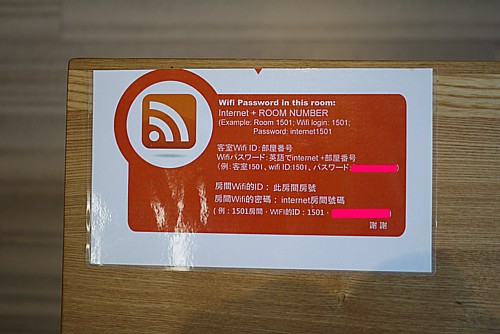 Wifi Password in this room:
Internet + ROOM NUMBER
(Example: Room 1501; Wifi login: 1501;
Password: internet1501
客室Wifi ID:部屋番号
Wifiパスワード:英語でinternet +部屋番号
(例:客室1501、wifi ID:1501、パスワード:
房間Wifi的ID: 此房間房號
房間Wifi的密碼: internet房間號碼
(例:1501房間,WIFI的ID:1501,
謝 謝